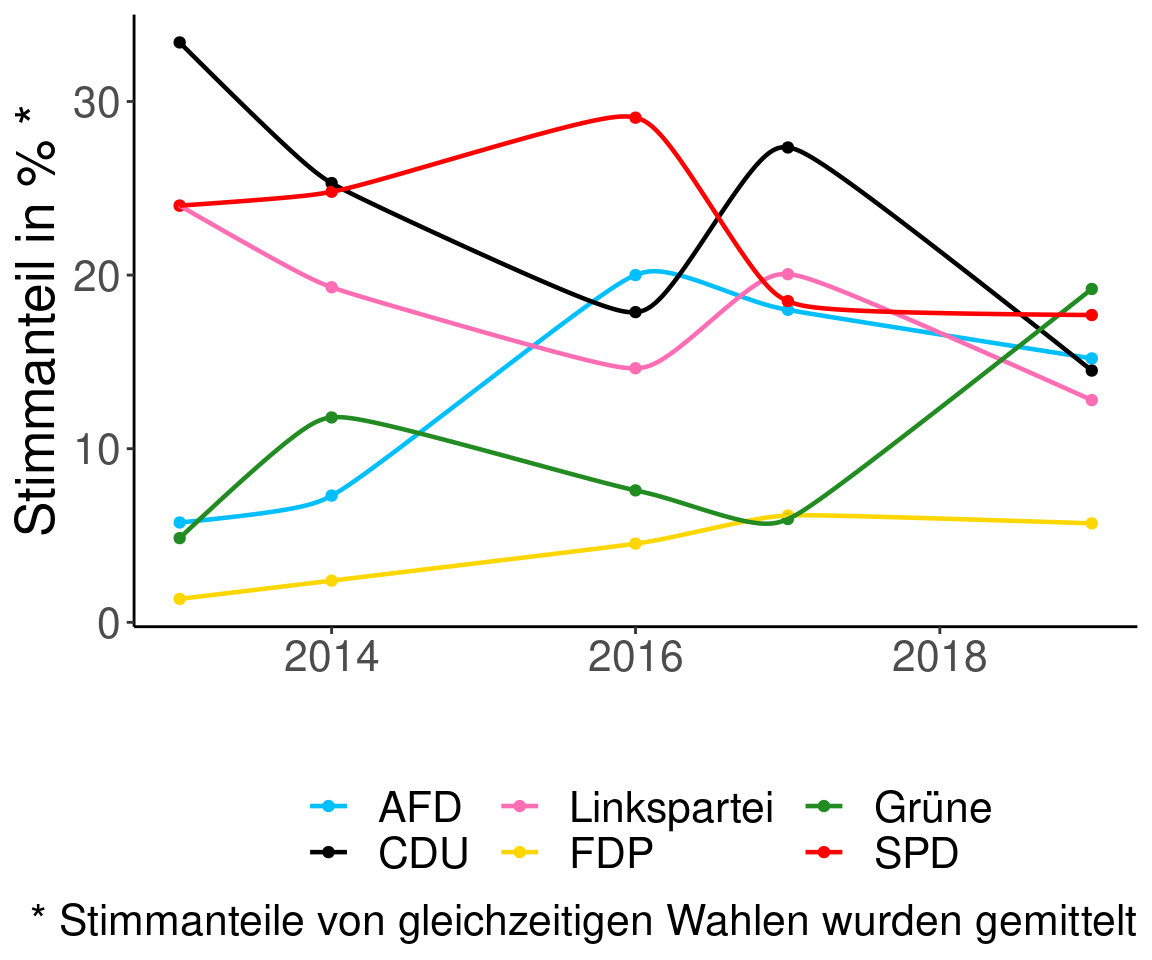 Stimmanteil in % *
30
20
10
0
2014 2016 2018
AFD Linkspartei Grüne
CDU FDP SPD
* Stimmanteile von gleichzeitigen Wahlen wurden gemittelt